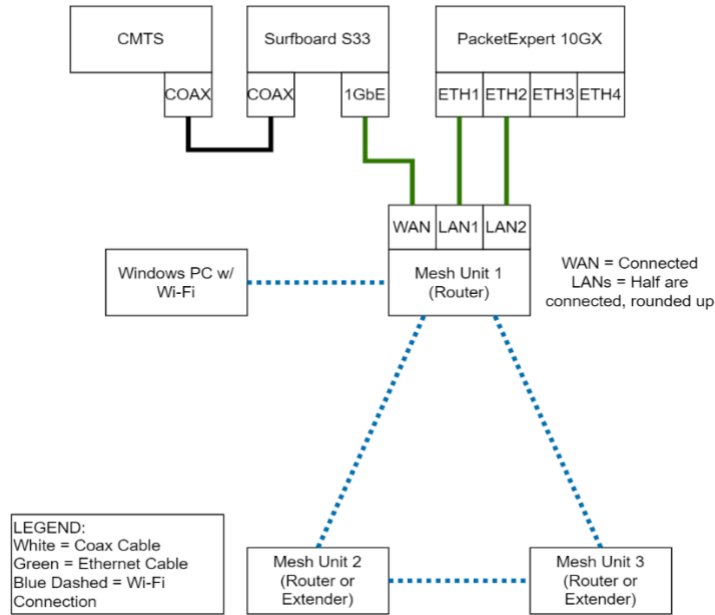 CMTS
Surfboard S33
PacketExpert 10GX
COAX
COAX
1GbE
ETH1
ETH2
ETH3
ETH4
WAN
LAN1
LAN2
Windows PC w/
Wi-Fi
Mesh Unit 1
(Router)
WAN = Connected
LANs = Half are
connected, rounded up
LEGEND:
White = Coax Cable
Green = Ethernet Cable
Blue Dashed = Wi-Fi
Connection
Mesh Unit 2
(Router or
Extender)
Mesh Unit 3
(Router or
Extender)